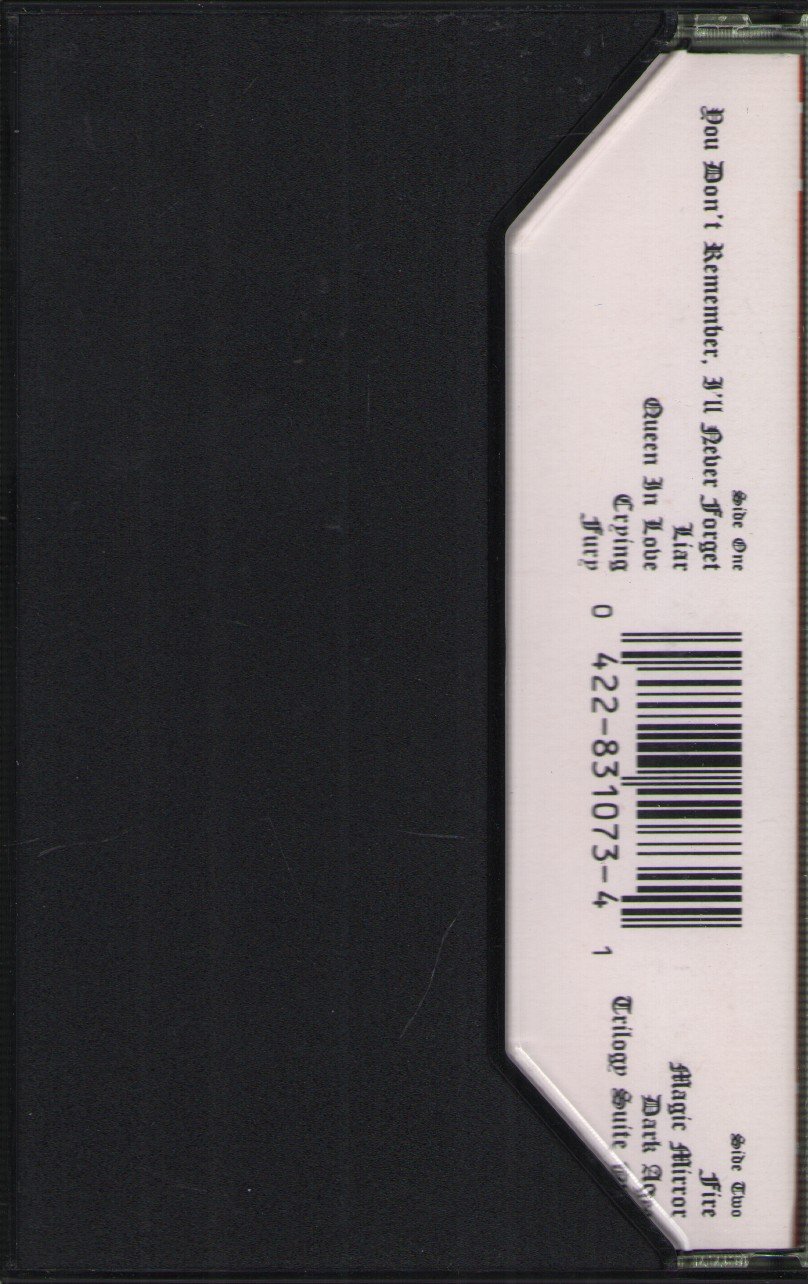 Side One
You Don't Remember, I'll Never Forget
Liar
Queen In Love
Crying
Fury
0 422-831073-4 1
Side Two
Fire
Magic Mirror
Dark
Trilogy Suite